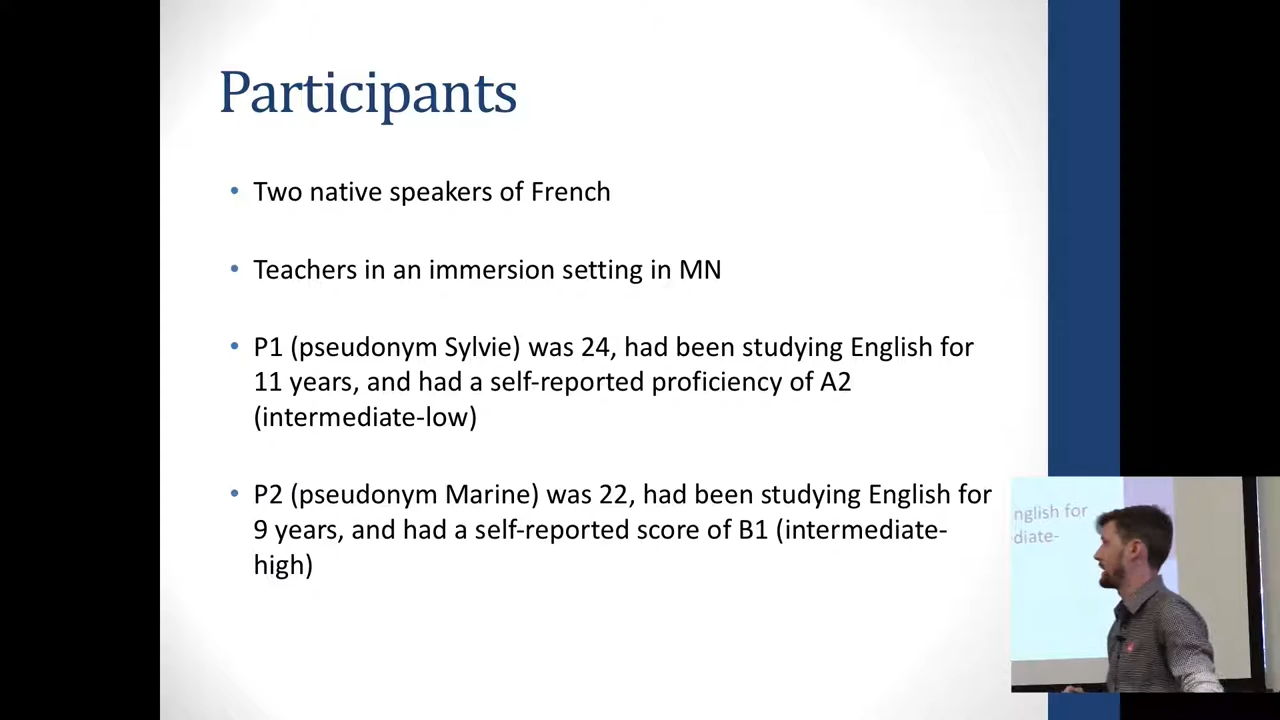 Participants
• Two native speakers of French
• Teachers in an immersion setting in MN
• P1 (pseudonym Sylvie) was 24, had been studying English for
11 years, and had a self-reported proficiency of A2
(intermediate-low)
• P2 (pseudonym Marine) was 22, had been studying English for
9 years, and had a self-reported score of B1 (intermediate-
high)
nglish for
diate-